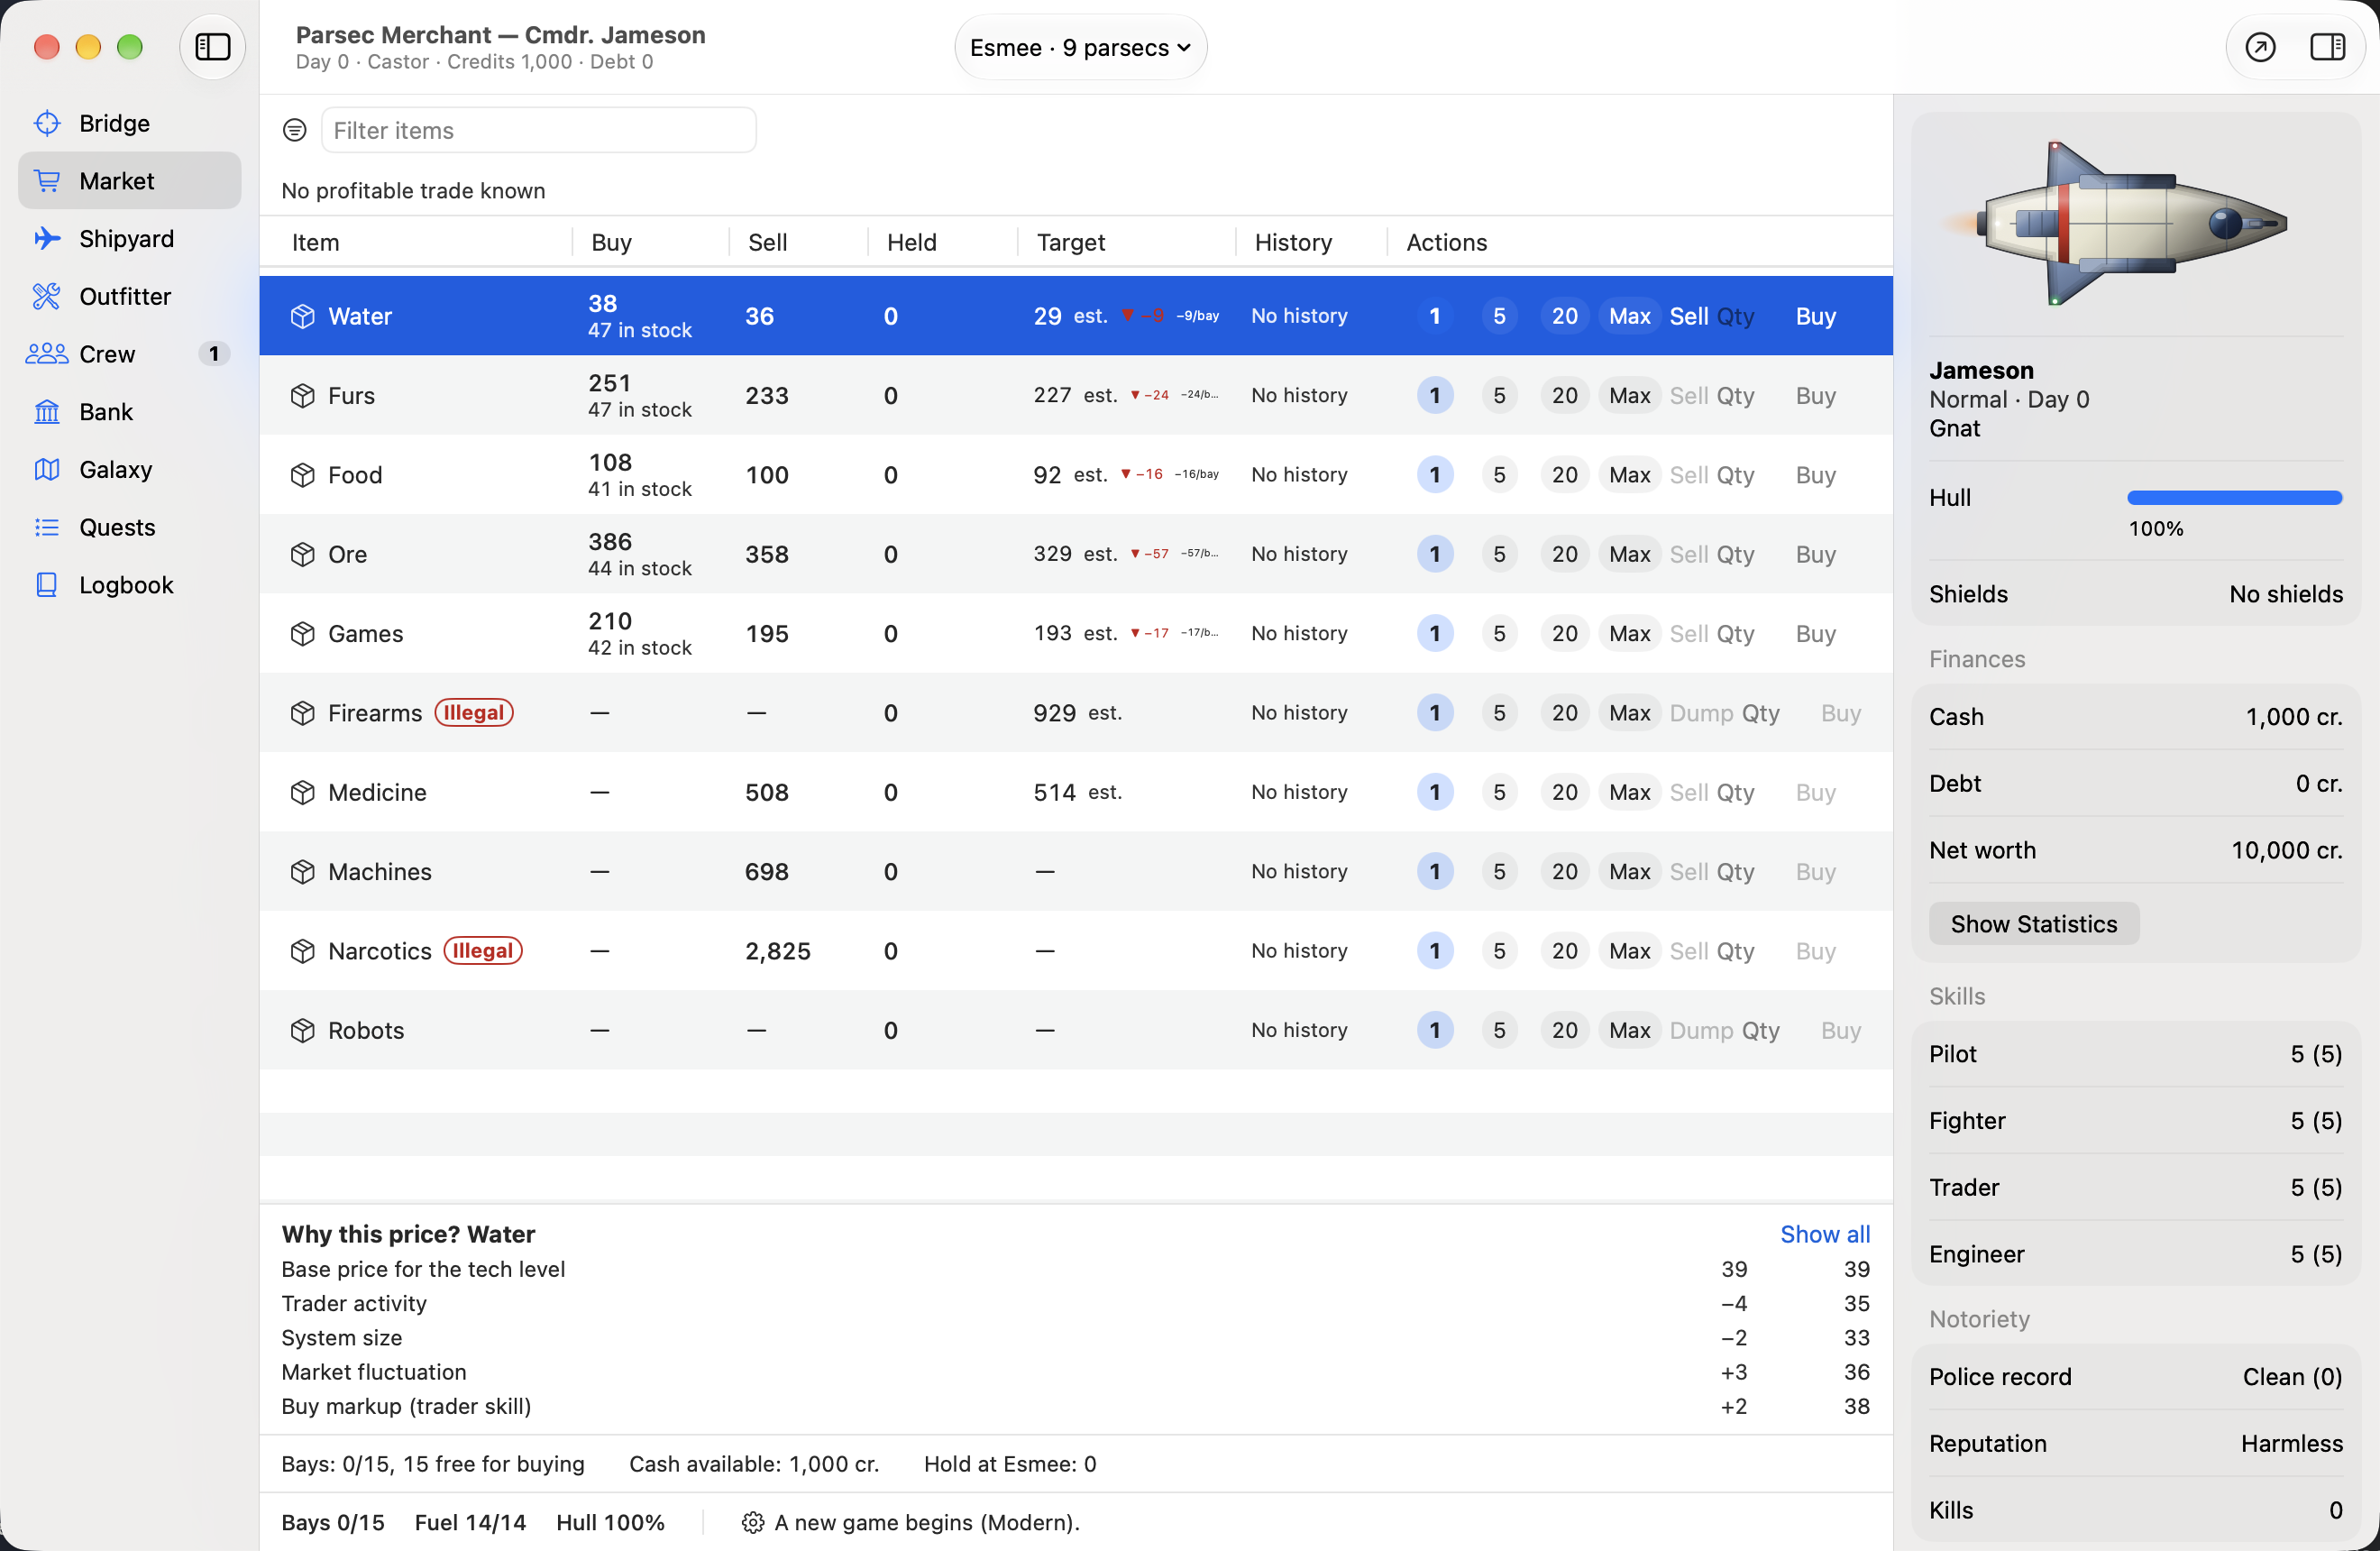 Parsec Merchant — Cmdr. Jameson
Day 0 · Castor · Credits 1,000 · Debt 0
Esmee · 9 parsecs
Bridge
Market
Shipyard
Outfitter
Crew 1
Bank
Galaxy
Quests
Logbook
Filter items
No profitable trade known
Item Buy Sell Held Target History Actions
Water 38 47 in stock 36 0 29 est. ▼ −9 −9/bay No history 1 5 20 Max Sell Qty Buy
Furs 251 47 in stock 233 0 227 est. ▼ −24 −24/b… No history 1 5 20 Max Sell Qty Buy
Food 108 41 in stock 100 0 92 est. ▼ −16 −16/bay No history 1 5 20 Max Sell Qty Buy
Ore 386 44 in stock 358 0 329 est. ▼ −57 −57/b… No history 1 5 20 Max Sell Qty Buy
Games 210 42 in stock 195 0 193 est. ▼ −17 −17/b… No history 1 5 20 Max Sell Qty Buy
Firearms Illegal — — 0 929 est. No history 1 5 20 Max Dump Qty Buy
Medicine — 508 0 514 est. No history 1 5 20 Max Sell Qty Buy
Machines — 698 0 — No history 1 5 20 Max Sell Qty Buy
Narcotics Illegal — 2,825 0 — No history 1 5 20 Max Sell Qty Buy
Robots — — 0 — No history 1 5 20 Max Dump Qty Buy
Why this price? Water Show all
Base price for the tech level 39 39
Trader activity −4 35
System size −2 33
Market fluctuation +3 36
Buy markup (trader skill) +2 38
Bays: 0/15, 15 free for buying Cash available: 1,000 cr. Hold at Esmee: 0
Bays 0/15 Fuel 14/14 Hull 100% A new game begins (Modern).
Jameson
Normal · Day 0
Gnat
Hull
100%
Shields No shields
Finances
Cash 1,000 cr.
Debt 0 cr.
Net worth 10,000 cr.
Show Statistics
Skills
Pilot 5 (5)
Fighter 5 (5)
Trader 5 (5)
Engineer 5 (5)
Notoriety
Police record Clean (0)
Reputation Harmless
Kills 0